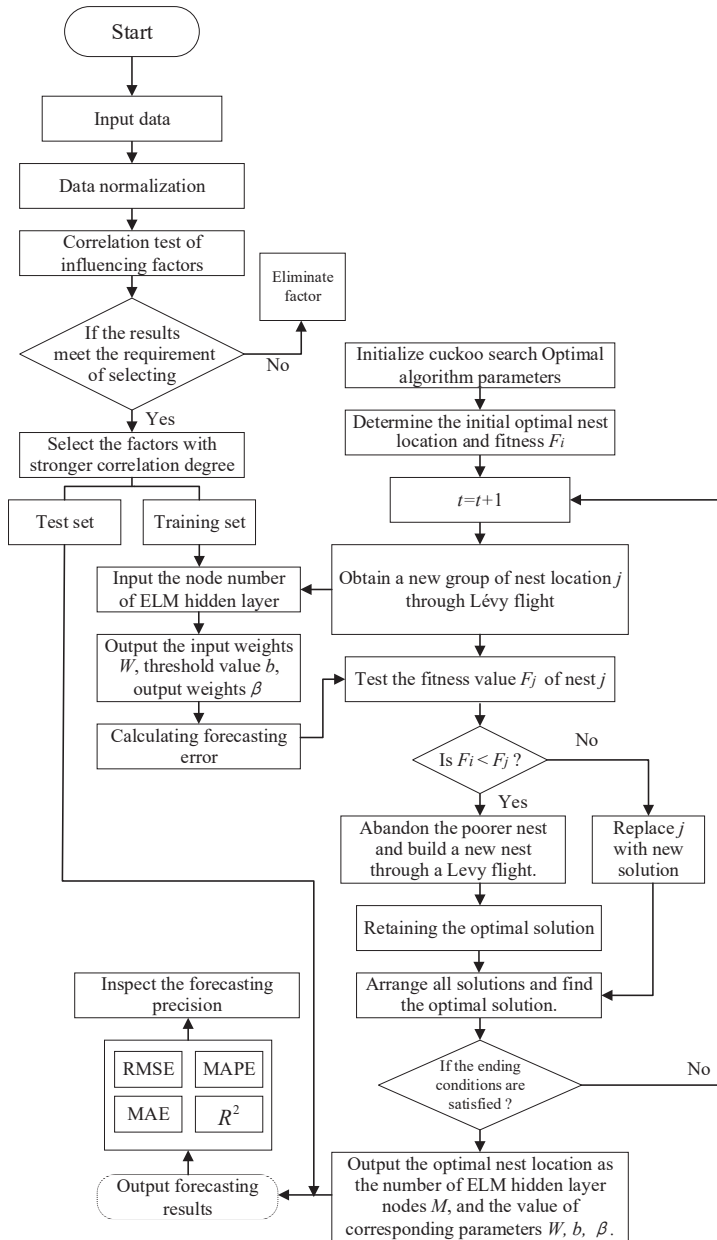 Start
Input data
Data normalization
Correlation test of
influencing factors
Eliminate
factor
If the results
meet the requirement
of selecting
No
Yes
Select the factors with
stronger correlation degree
Test set
Training set
Input the node number
of ELM hidden layer
Output the input weights
W, threshold value b,
output weights β
Calculating forecasting
error
Initialize cuckoo search Optimal
algorithm parameters
Determine the initial optimal nest
location and fitness Fi
t=t+1
Obtain a new group of nest location j
through Lévy flight
Test the fitness value Fj of nest j
Is Fi < Fj ?
No
Yes
Abandon the poorer nest
and build a new nest
through a Levy flight.
Replace j
with new
solution
Retaining the optimal solution
Arrange all solutions and find
the optimal solution.
If the ending
conditions are
satisfied ?
No
Output the optimal nest location as
the number of ELM hidden layer
nodes M, and the value of
corresponding parameters W, b, β.
Inspect the forecasting
precision
RMSE
MAPE
MAE
R²
Output forecasting
results